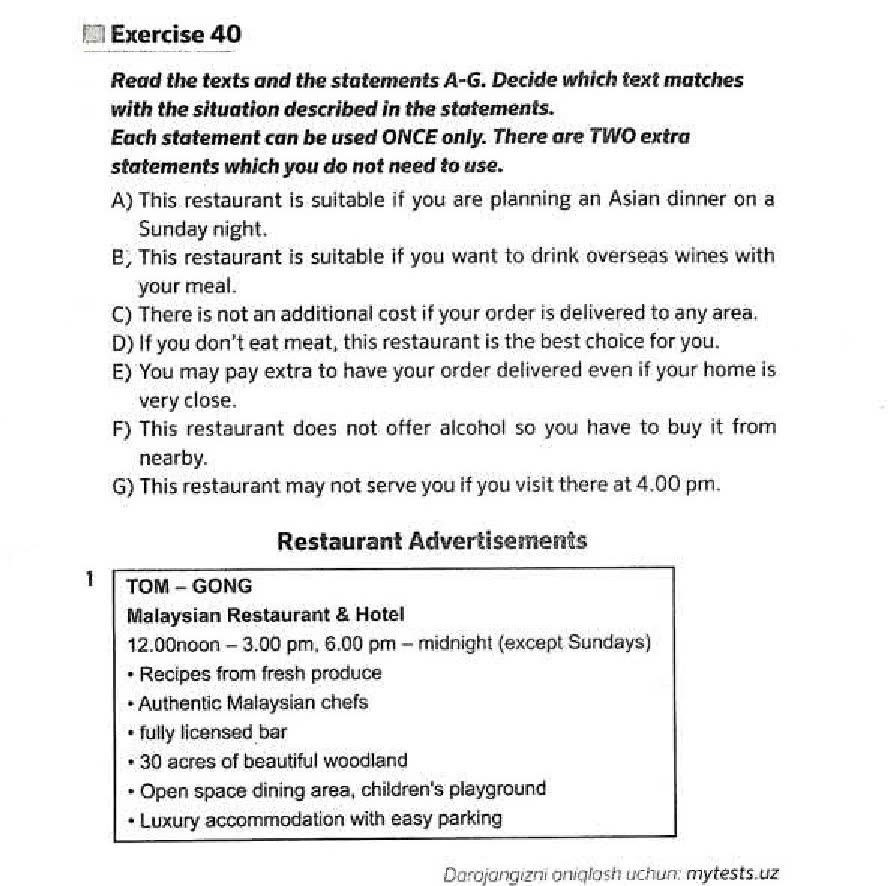 Exercise 40
Read the texts and the statements A-G. Decide which text matches
with the situation described in the statements.
Each statement can be used ONCE only. There are TWO extra
statements which you do not need to use.
A) This restaurant is suitable if you are planning an Asian dinner on a
Sunday night.
B) This restaurant is suitable if you want to drink overseas wines with
your meal.
C) There is not an additional cost if your order is delivered to any area.
D) If you don't eat meat, this restaurant is the best choice for you.
E) You may pay extra to have your order delivered even if your home is
very close.
F) This restaurant does not offer alcohol so you have to buy it from
nearby.
G) This restaurant may not serve you if you visit there at 4.00 pm.
Restaurant Advertisements
1
TOM – GONG
Malaysian Restaurant & Hotel
12.00noon – 3.00 pm, 6.00 pm – midnight (except Sundays)
• Recipes from fresh produce
• Authentic Malaysian chefs
• fully licensed bar
• 30 acres of beautiful woodland
• Open space dining area, children's playground
• Luxury accommodation with easy parking
Darajangizni aniqlash uchun: mytests.uz